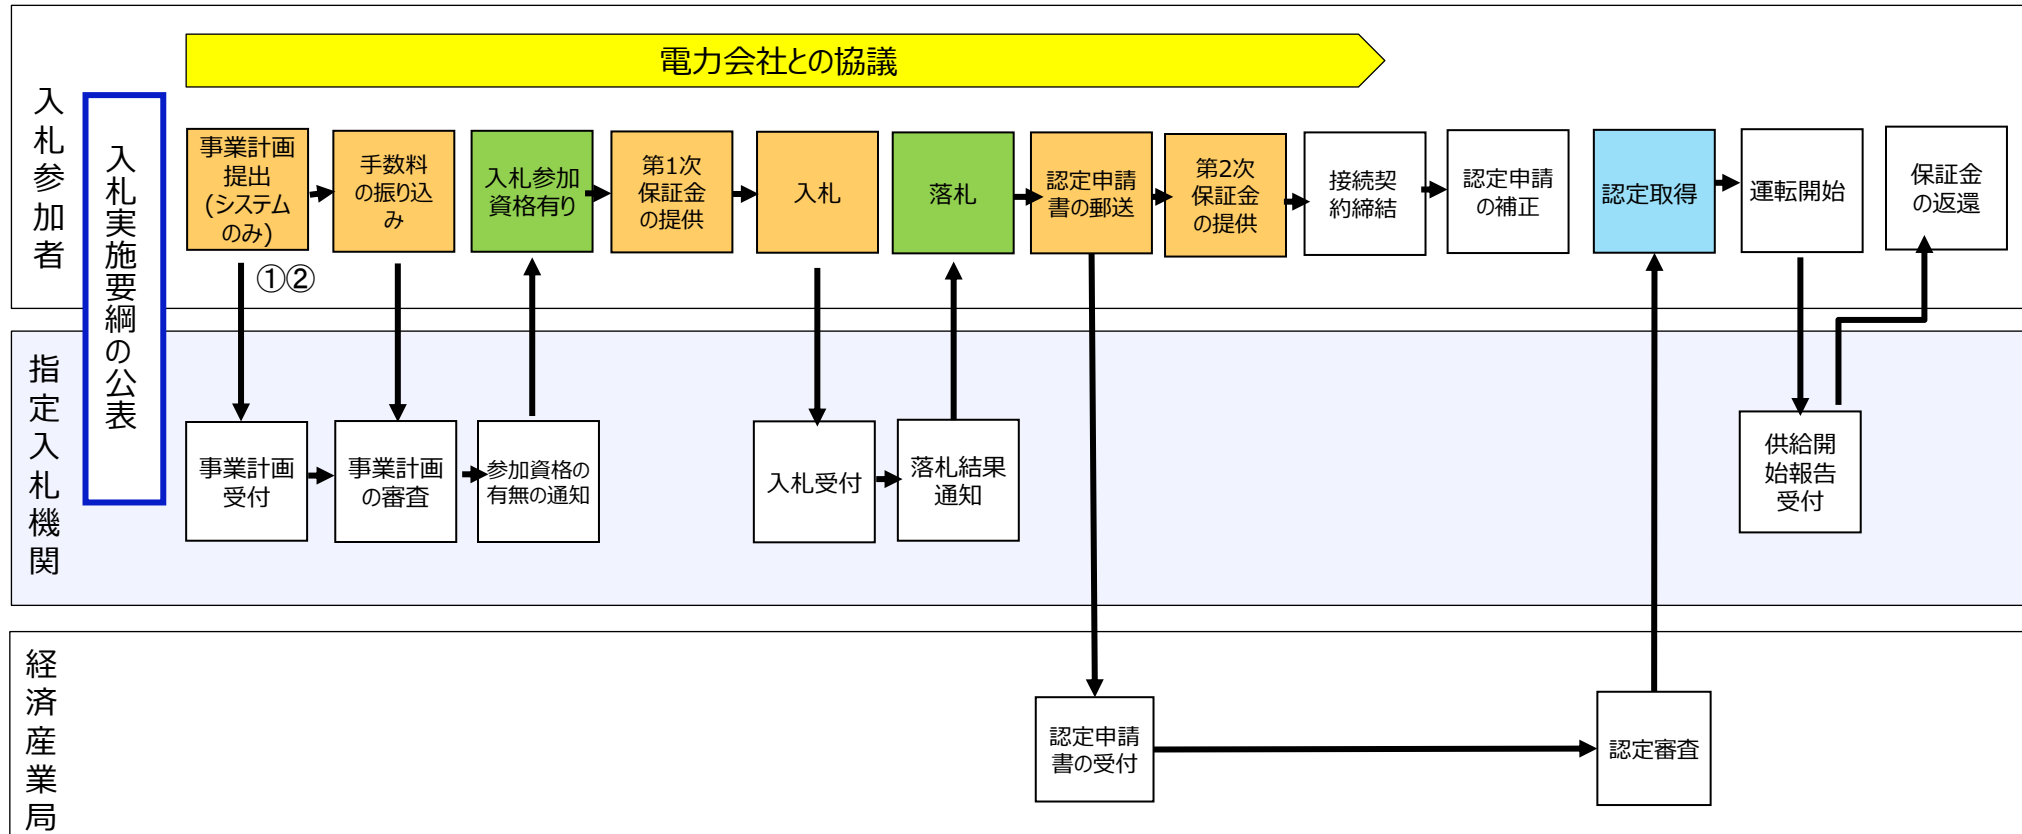 電力会社との協議
入札参加者
入札実施要綱の公表
事業計画
提出
(システム
のみ)
手数料
の振り込
み
入札参加
資格有り
第1次
保証金
の提供
入札
落札
認定申請
書の郵送
第2次
保証金
の提供
接続契
約締結
認定申請
の補正
認定取得
運転開始
保証金
の返還
①②
指定入札機関
事業計画
受付
事業計画
の審査
参加資格の
有無の通知
入札受付
落札結果
通知
供給開
始報告
受付
経済産業局
認定申請
書の受付
認定審査